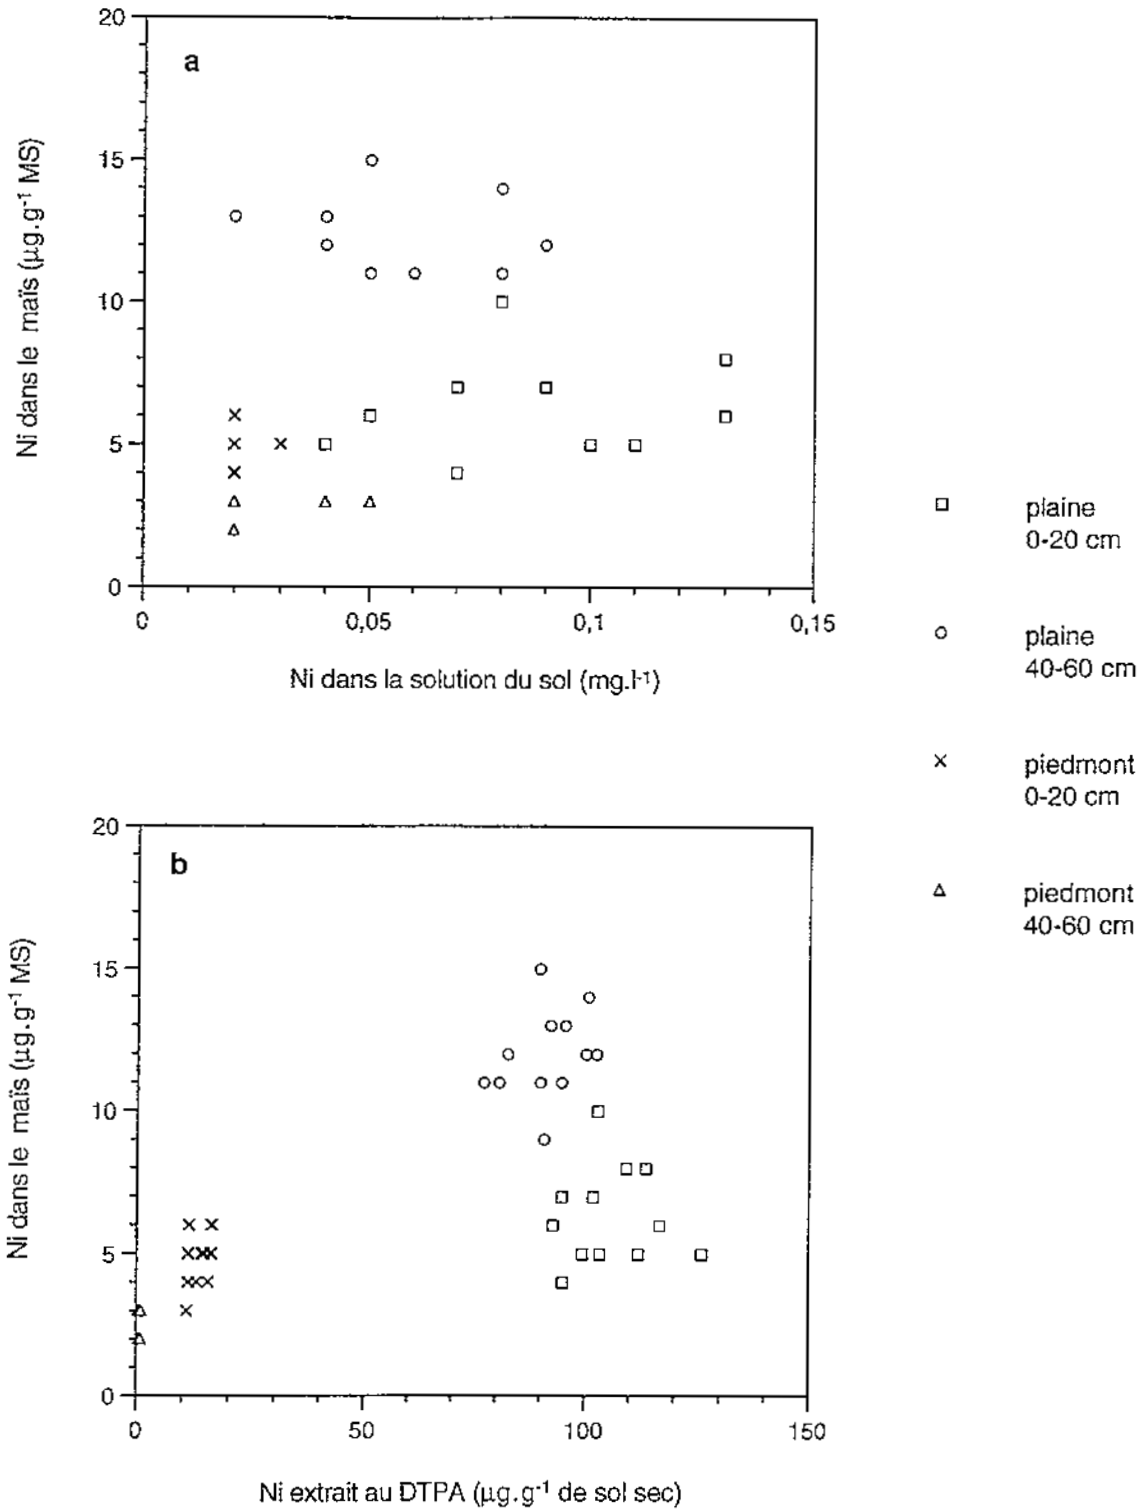 20
a
15
10
5
0
Ni dans le maïs (µg.g-1 MS)
0
0,05
0,1
0,15
Ni dans la solution du sol (mg.l-1)
plaine
0-20 cm
plaine
40-60 cm
piedmont
0-20 cm
piedmont
40-60 cm
20
b
15
10
5
0
Ni dans le maïs (µg.g-1 MS)
0
50
100
150
Ni extrait au DTPA (µg.g-1 de sol sec)